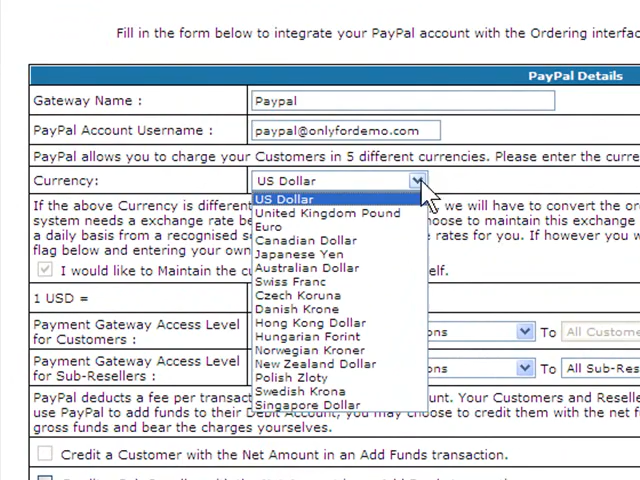 Fill in the form below to integrate your PayPal account with the Ordering interfac
PayPal Details
Gateway Name :
Paypal
PayPal Account Username :
paypal@onlyfordemo.com
PayPal allows you to charge your Customers in 5 different currencies. Please enter the curre
Currency:
US Dollar
US Dollar
United Kingdom Pound
Euro
Canadian Dollar
Japanese Yen
Australian Dollar
Swiss Franc
Czech Koruna
Danish Krone
Hong Kong Dollar
Hungarian Forint
Norwegian Kroner
New Zealand Dollar
Polish Zloty
Swedish Krona
Singapore Dollar
If the above Currency is different we will have to convert the or
system needs a exchange rate be oose to maintain this exchange
a daily basis from a recognised s rates for you. If however you w
flag below and entering your own
I would like to Maintain the cu elf.
1 USD =
Payment Gateway Access Level
for Customers :
ons
To
All Custome
Payment Gateway Access Level
for Sub-Resellers :
ons
To
All Sub-Res
PayPal deducts a fee per transact ount. Your Customers and Reselle
use PayPal to add funds to their Debit Account, you may choose to credit them with the net f
gross funds and bear the charges yourselves.
Credit a Customer with the Net Amount in an Add Funds transaction.